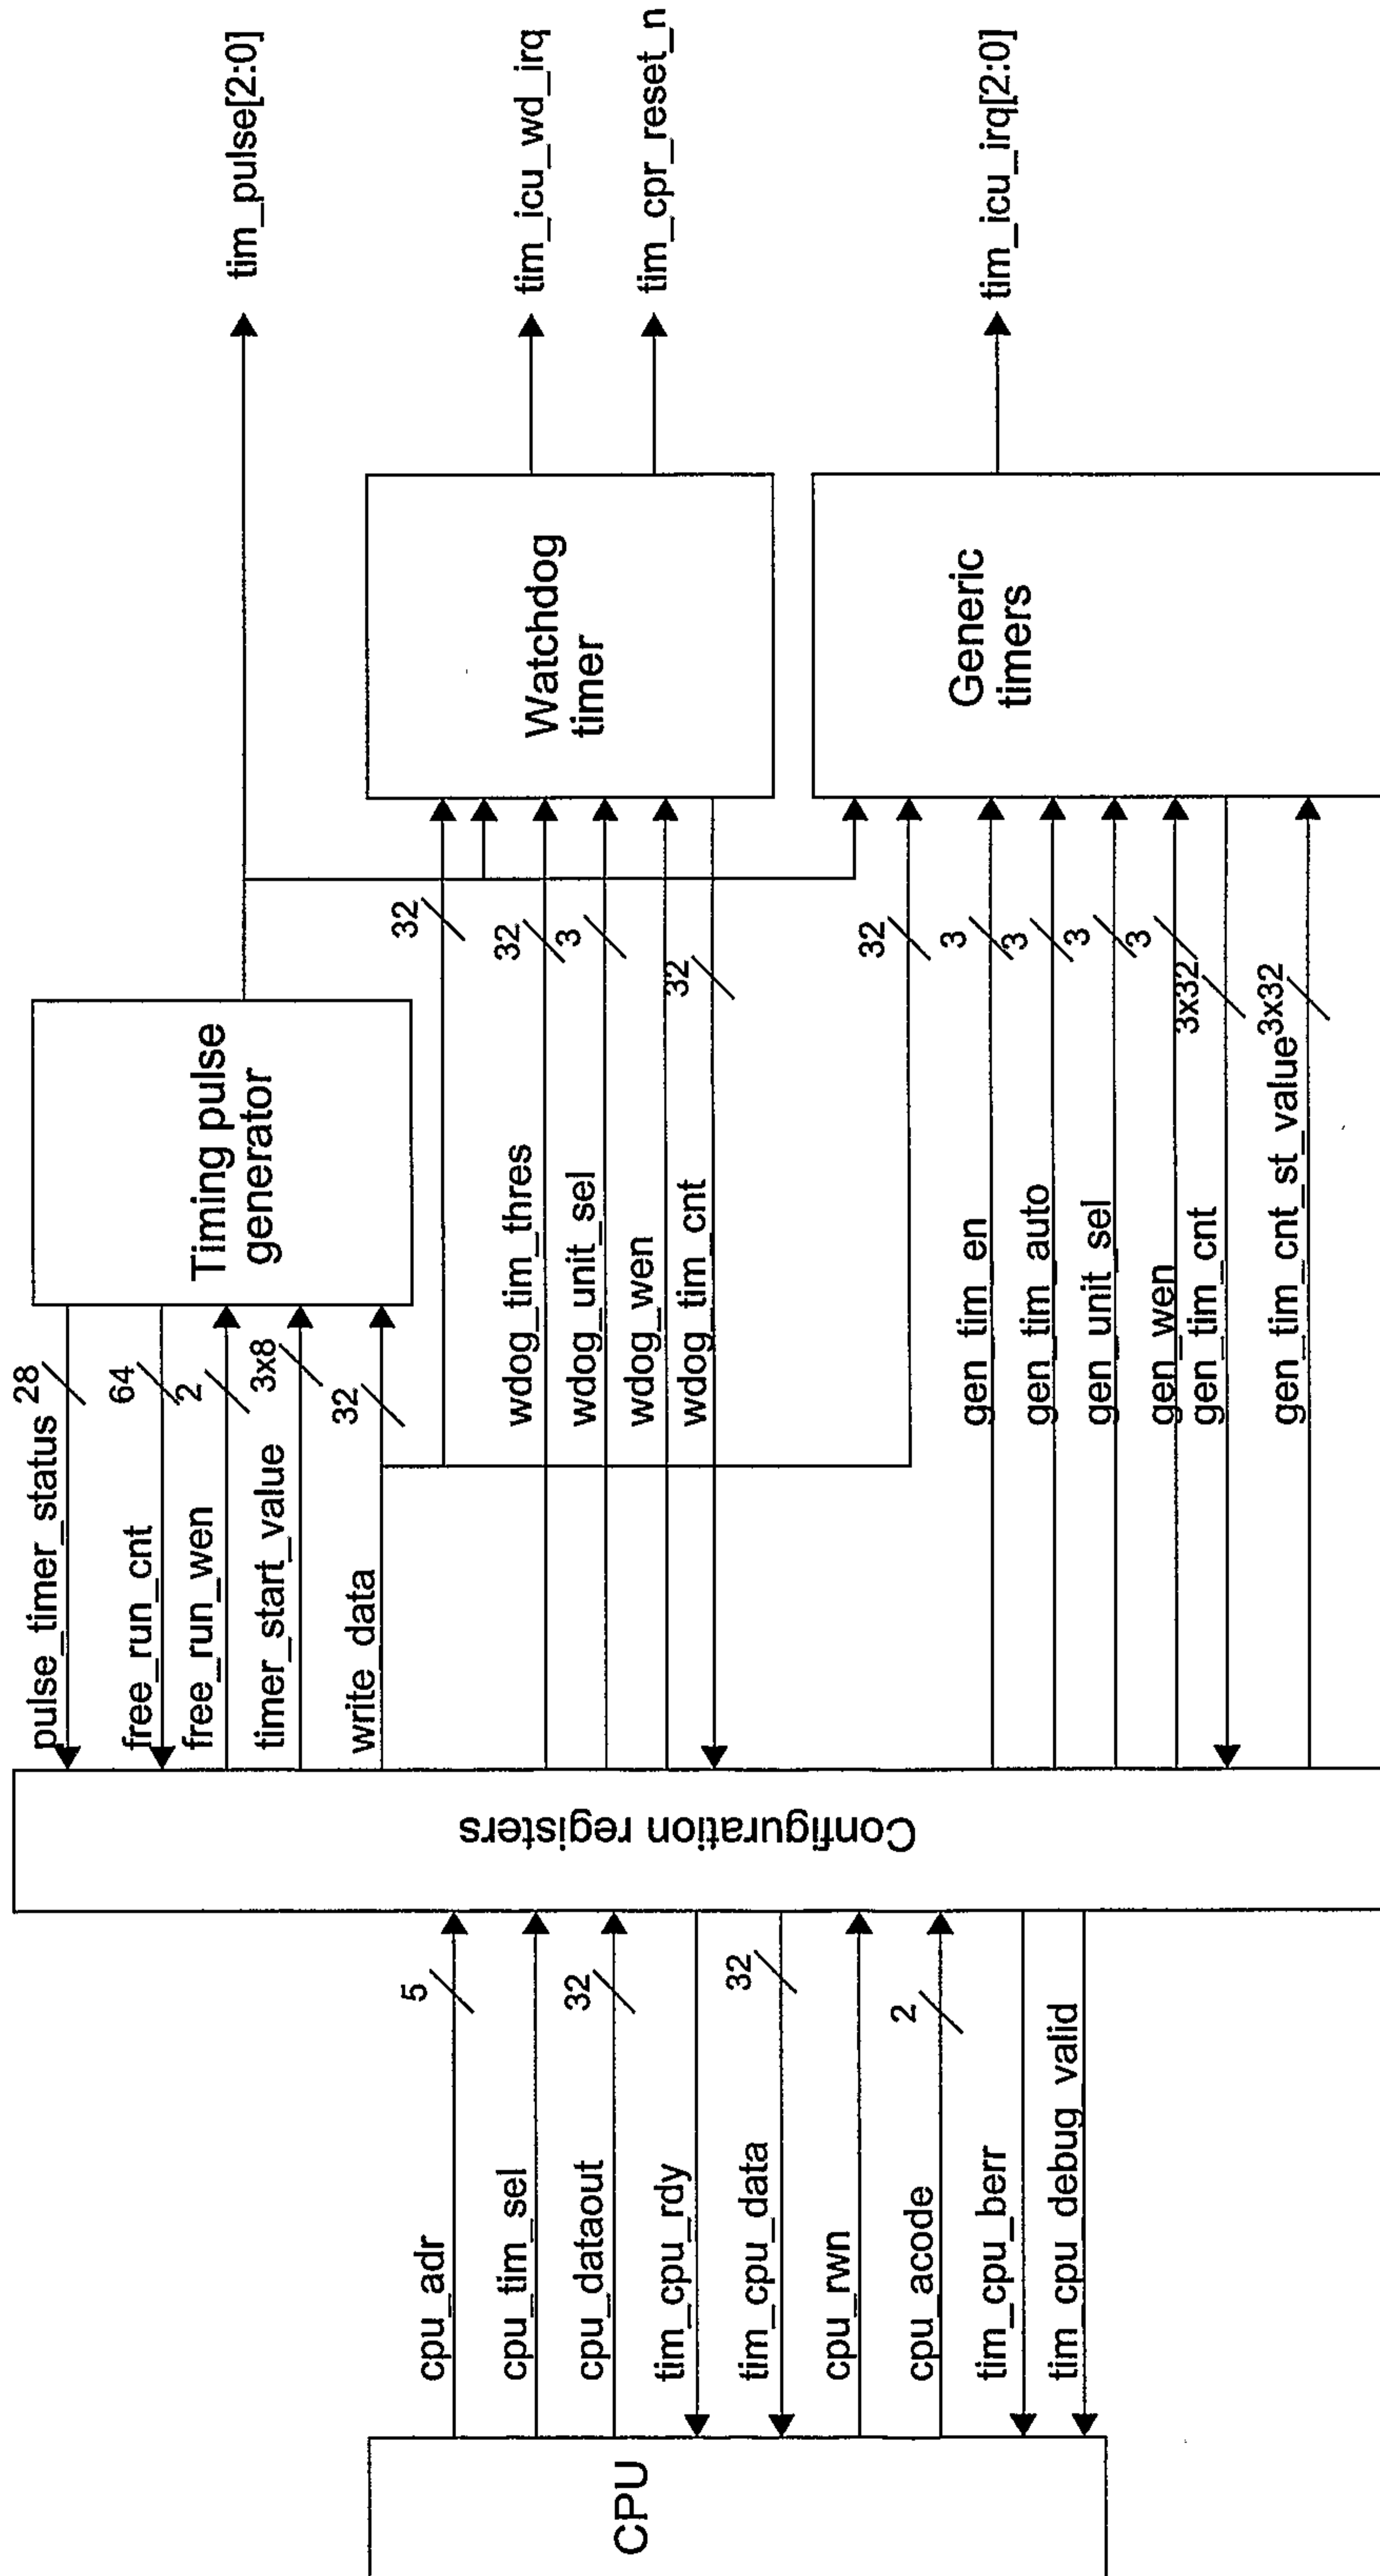 CPU
cpu_adr
5
cpu_tim_sel
cpu_dataout
32
tim_cpu_rdy
tim_cpu_data
32
cpu_rwn
cpu_acode
2
tim_cpu_berr
tim_cpu_debug_valid
Configuration registers
pulse_timer_status
28
free_run_cnt
64
free_run_wen
2
timer_start_value
3x8
write_data
32
Timing pulse
generator
tim_pulse[2:0]
32
wdog_tim_thres
32
wdog_unit_sel
3
wdog_wen
wdog_tim_cnt
32
Watchdog
timer
tim_icu_wd_irq
tim_cpr_reset_n
32
gen_tim_en
3
gen_tim_auto
3
gen_unit_sel
3
gen_wen
3
gen_tim_cnt
3x32
gen_tim_cnt_st_value
3x32
Generic
timers
tim_icu_irq[2:0]